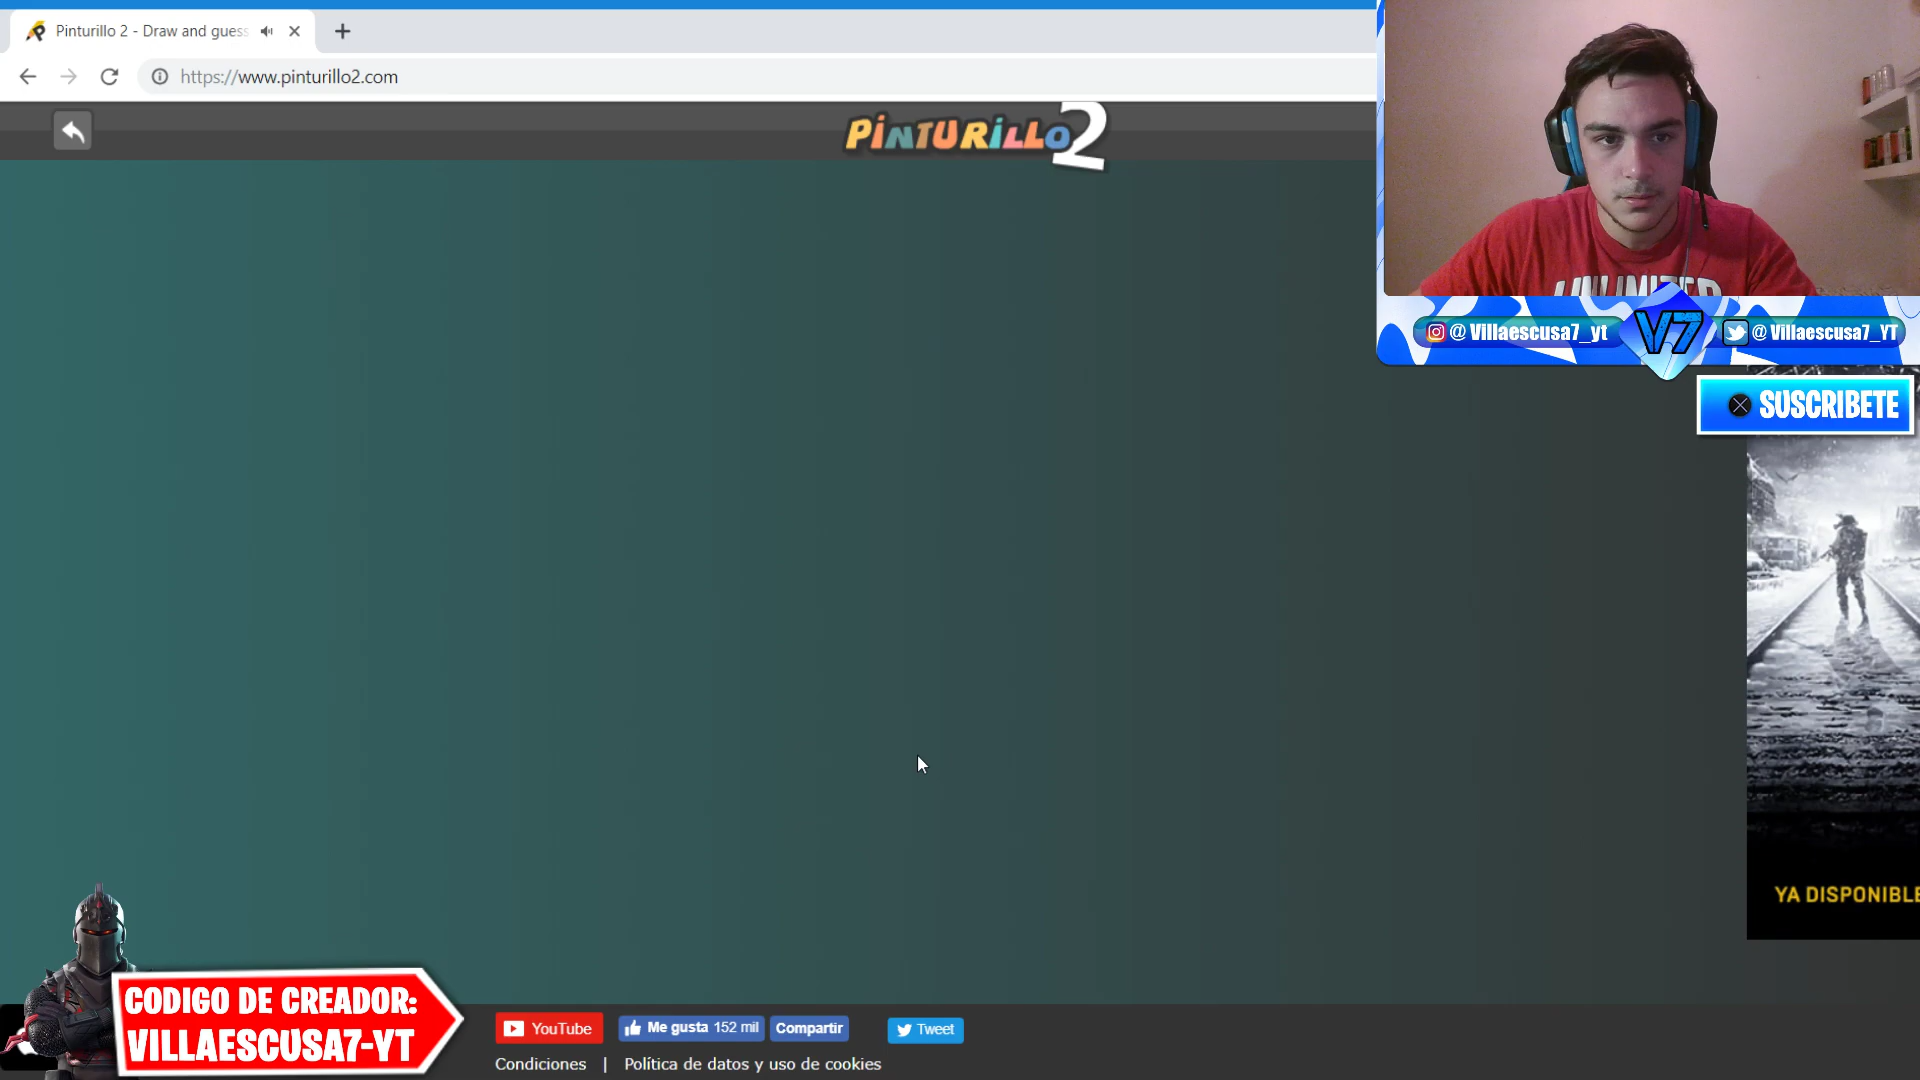 Pinturillo 2 - Draw and guess
https://www.pinturillo2.com
PiNTURiLLO2
@ Villaescusa7_yt
V7
@ Villaescusa7_YT
SUSCRIBETE
YA DISPONIBLE
CODIGO DE CREADOR:
VILLAESCUSA7-YT
YouTube
Me gusta 152 mil
Compartir
Tweet
Condiciones | Política de datos y uso de cookies